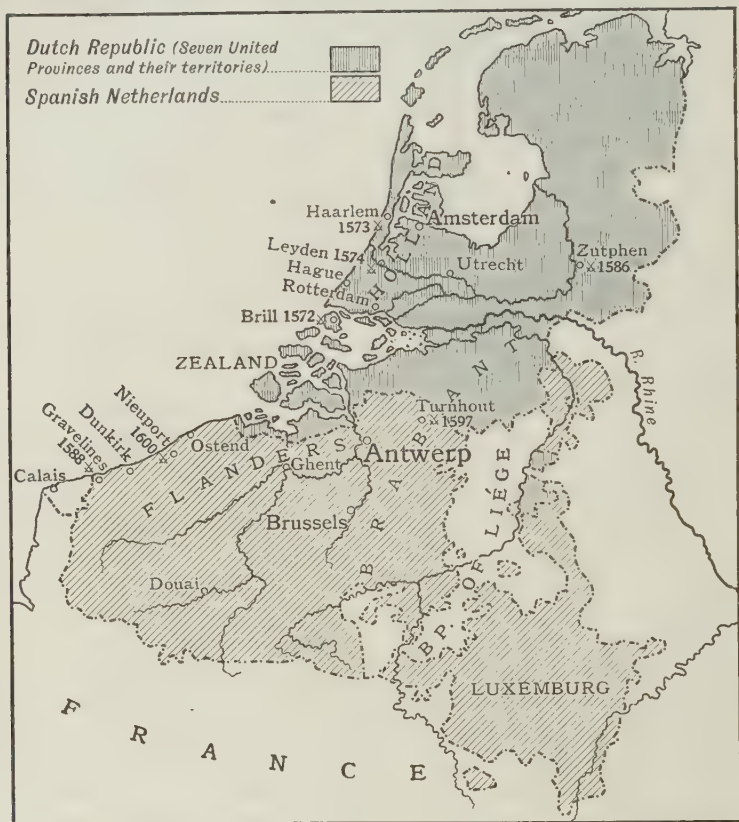 Dutch Republic (Seven United
Provinces and their territories)
Spanish Netherlands
HOLLAND
Haarlem
1573
Amsterdam
Leyden 1574
Hague
Utrecht
Zutphen
1586
Rotterdam
Brill 1572
ZEALAND
R. Rhine
BRABANT
Turnhout
1597
Nieuport
1600
Dunkirk
Gravelines
1588
Calais
Ostend
FLANDERS
Ghent
Antwerp
Brussels
Douai
BP. OF LIÉGE
LUXEMBURG
FRANCE